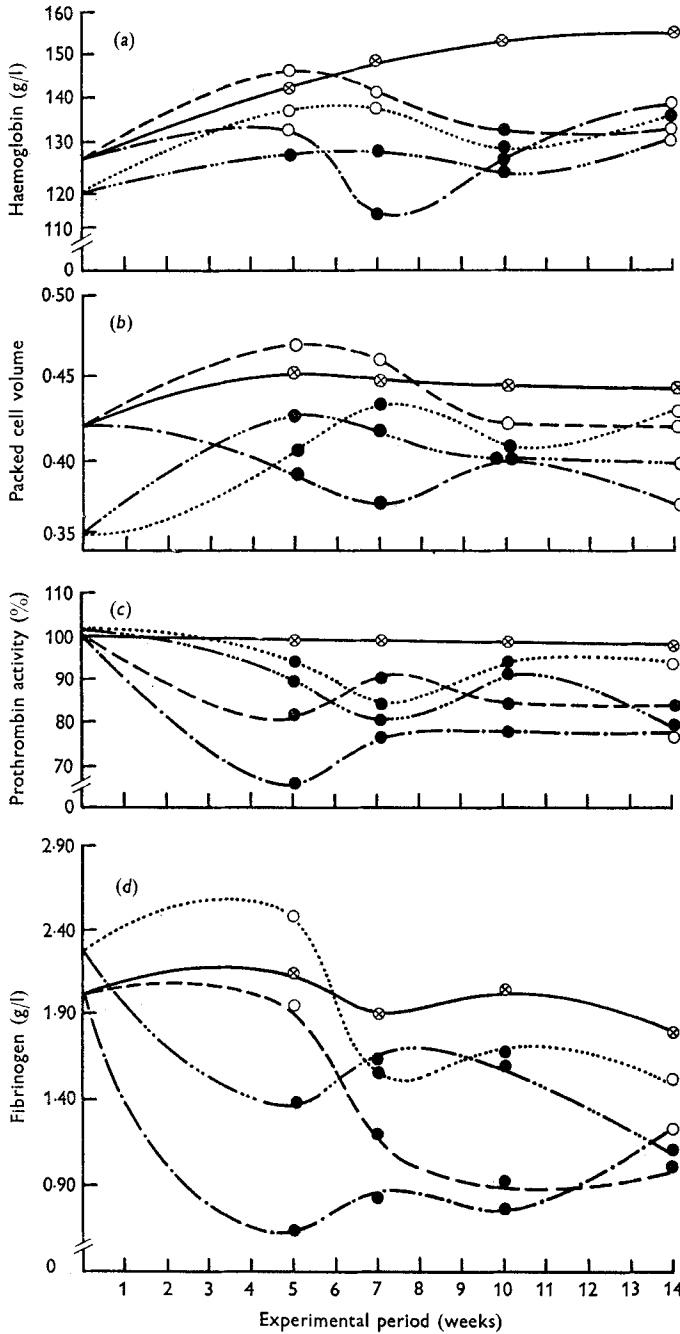 160
(a)
150
140
130
120
110
0
Haemoglobin (g/l)
0·50
(b)
0·45
0·40
0·35
Packed cell volume
110
(c)
100
90
80
70
0
Prothrombin activity (%)
2·90
(d)
2·40
1·90
1·40
0·90
0
Fibrinogen (g/l)
1 2 3 4 5 6 7 8 9 10 11 12 13 14
Experimental period (weeks)